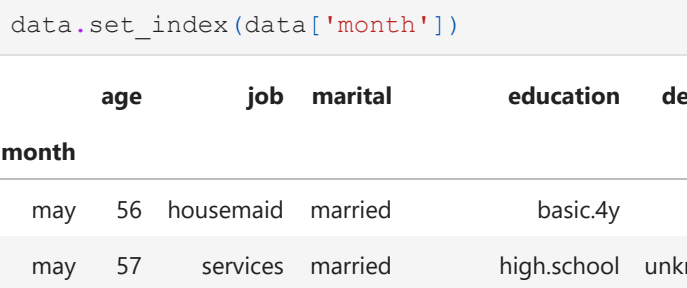 data.set_index(data['month'])
age job marital education
month
may 56 housemaid married basic.4y
may 57 services married high.school